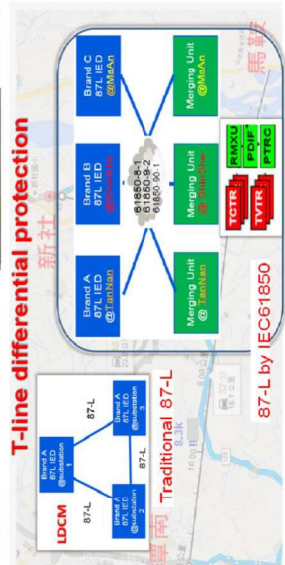 T-line differential protection
LDCM
Brand A
87L IED
@substation
1
87-L
87-L
Brand A
87L IED
@substation
2
87-L
Brand A
87L IED
@substation
3
Traditional 87-L
Brand A
87L IED
@TanNan
Brand B
87L IED
@ShinShe
Brand C
87L IED
@MaAn
61850-8-1
61850-9-2
61850-90-1
Merging Unit
@ TanNan
Merging Unit
@ ShinShe
Merging Unit
@MaAn
TCTR
TVTR
RMXU
PDIF
PTRC
87-L by IEC61850
新社
馬鞍
8.3k